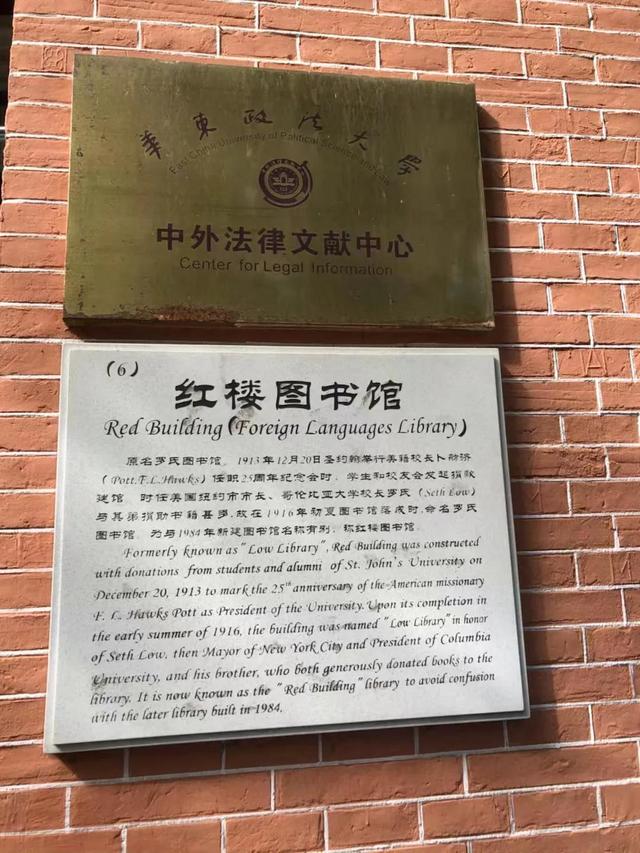 華東政法大學
East China University of Political Science and Law
中外法律文献中心
Center for Legal Information
(6)
红楼图书馆
Red Building (Foreign Languages Library)
原名罗氏图书馆。1913年12月20日圣约翰举行美籍校长卜舫济
(Pott.F.L.Hawks) 任职25周年纪念会时，学生和校友会发起捐款
建馆。时任美国纽约市市长、哥伦比亚大学校长罗氏 (Seth Low)
与其弟捐助书籍甚多，故在1916年初夏图书馆落成时，命名罗氏
图书馆。为与1984年新建图书馆名称有别，称红楼图书馆。
Formerly known as "Low Library", Red Building was constructed
with donations from students and alumni of St. John's University on
December 20, 1913 to mark the 25th anniversary of the American missionary
F. L. Hawks Pott as President of the University. Upon its completion in
the early summer of 1916, the building was named "Low Library" in honor
of Seth Low, then Mayor of New York City and President of Columbia
University, and his brother, who both generously donated books to the
library. It is now known as the "Red Building" library to avoid confusion
with the later library built in 1984.